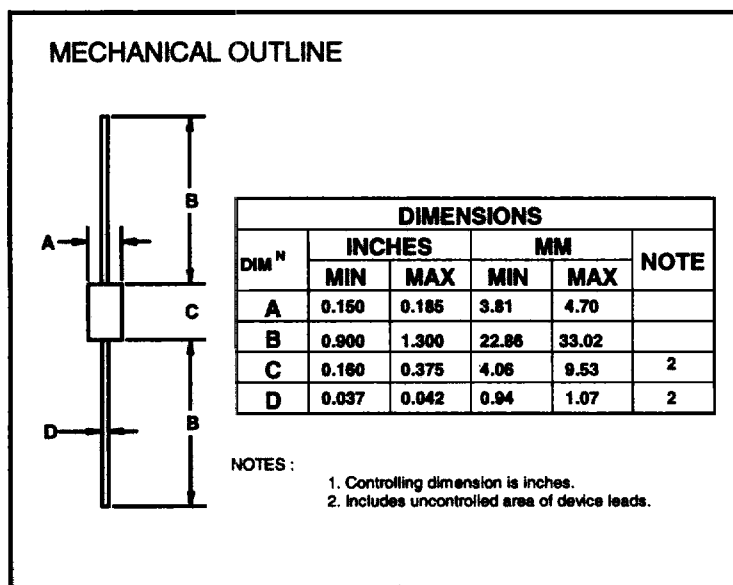 MECHANICAL OUTLINE
B
A
C
D
B
DIMENSIONS
DIM N INCHES MM NOTE
MIN MAX MIN MAX
A 0.150 0.185 3.81 4.70
B 0.900 1.300 22.86 33.02
C 0.160 0.375 4.06 9.53 2
D 0.037 0.042 0.94 1.07 2
NOTES :
1. Controlling dimension is inches.
2. Includes uncontrolled area of device leads.